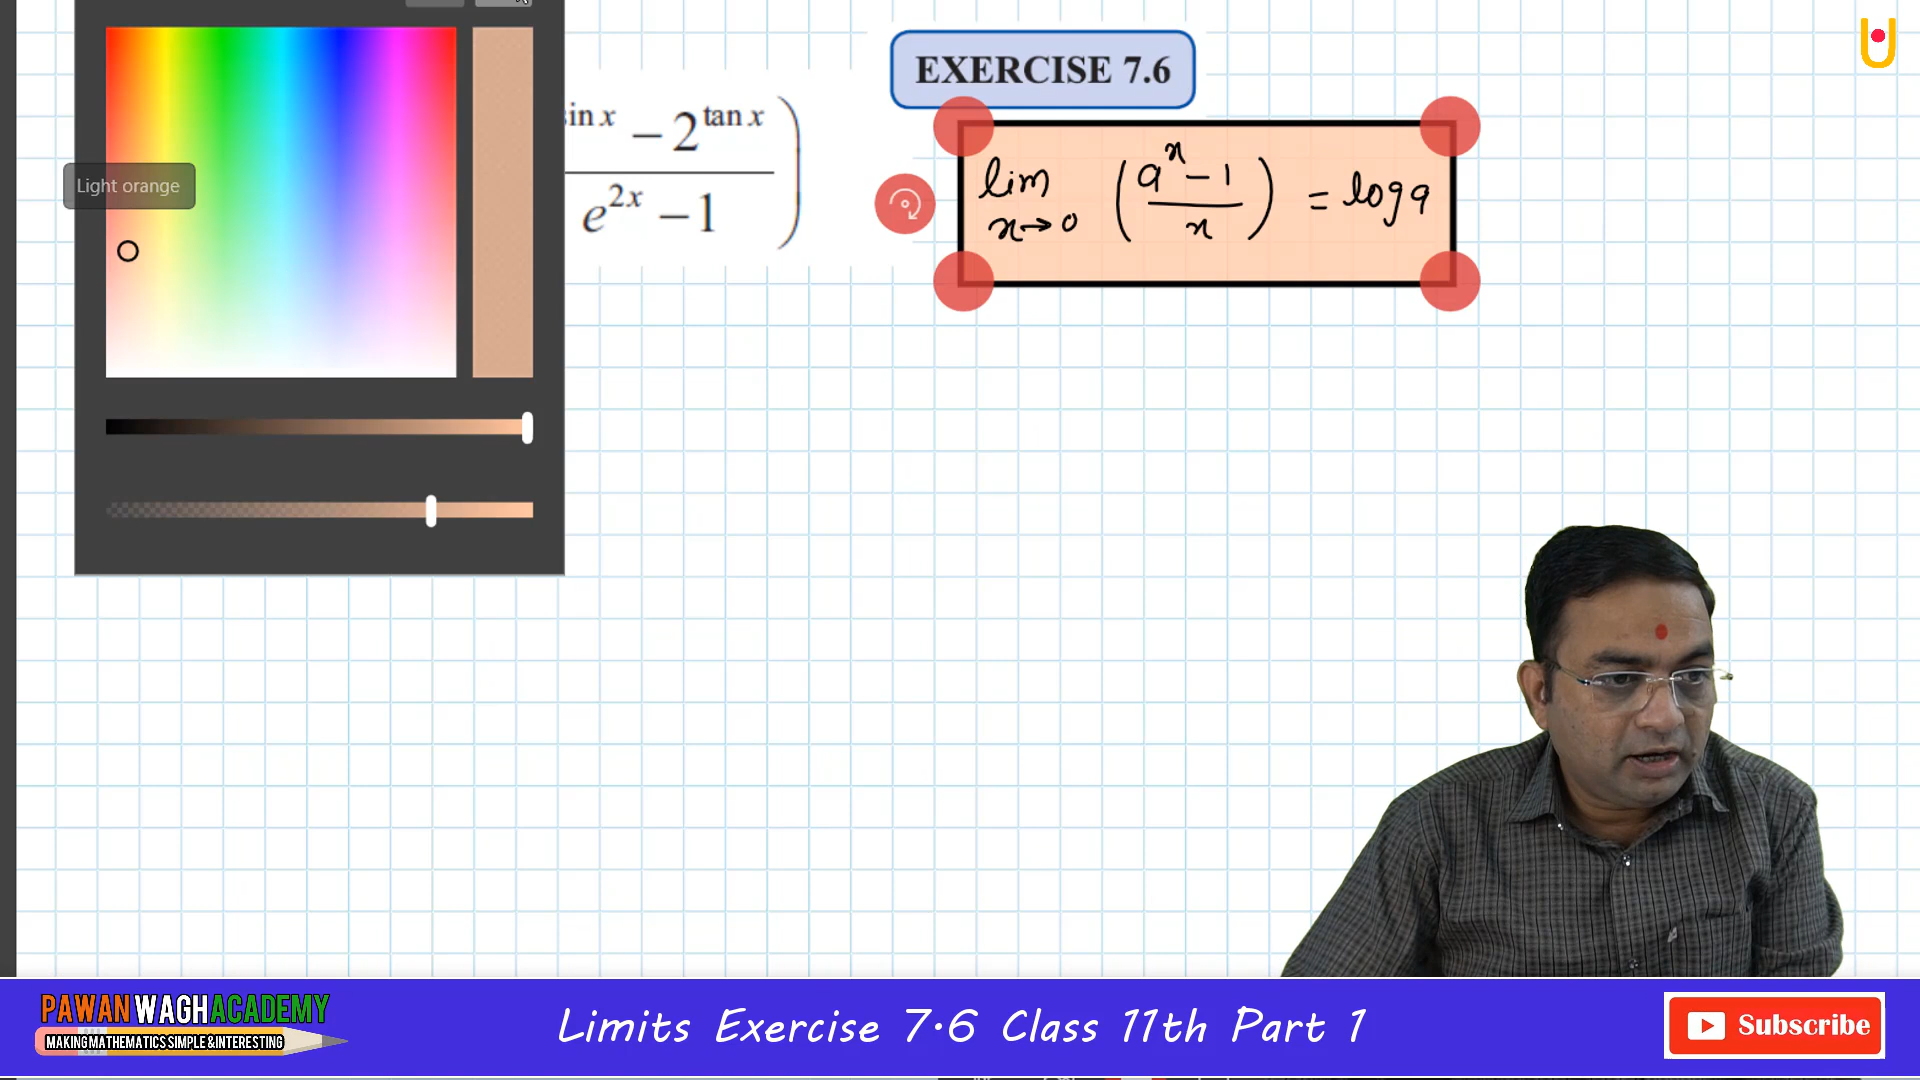 EXERCISE 7.6
inx − 2^tan x
e^2x − 1
Light orange
lim x→0 (a^x − 1 / x) = log a
PAWAN WAGH ACADEMY
MAKING MATHEMATICS SIMPLE & INTERESTING
Limits Exercise 7.6 Class 11th Part 1
Subscribe